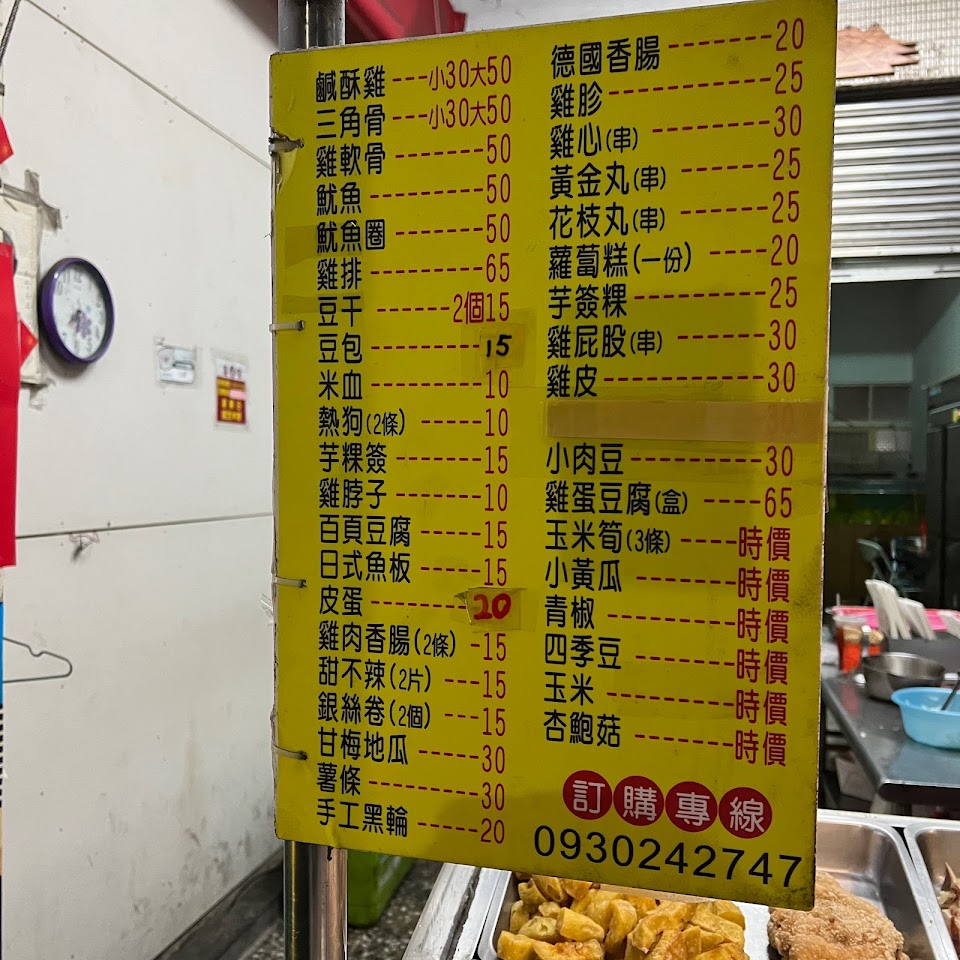 鹹酥雞---小30大50
三角骨---小30大50
雞軟骨-------50
魷魚---------50
魷魚圈-------50
雞排---------65
豆干------2個15
豆包---------15
米血---------10
熱狗(2條)----10
芋粿簽-------15
雞脖子-------10
百頁豆腐-----15
日式魚板-----15
皮蛋---------20
雞肉香腸(2條)-15
甜不辣(2片)---15
銀絲卷(2個)---15
甘梅地瓜-----30
薯條---------30
手工黑輪-----20
德國香腸-------20
雞胗----------25
雞心(串)-------30
黃金丸(串)-----25
花枝丸(串)-----25
蘿蔔糕(一份)---20
芋簽粿--------25
雞屁股(串)-----30
雞皮----------30
30
小肉豆--------30
雞蛋豆腐(盒)----65
玉米筍(3條)----時價
小黃瓜-------時價
青椒---------時價
四季豆-------時價
玉米---------時價
杏鮑菇-------時價
訂購專線
0930242747